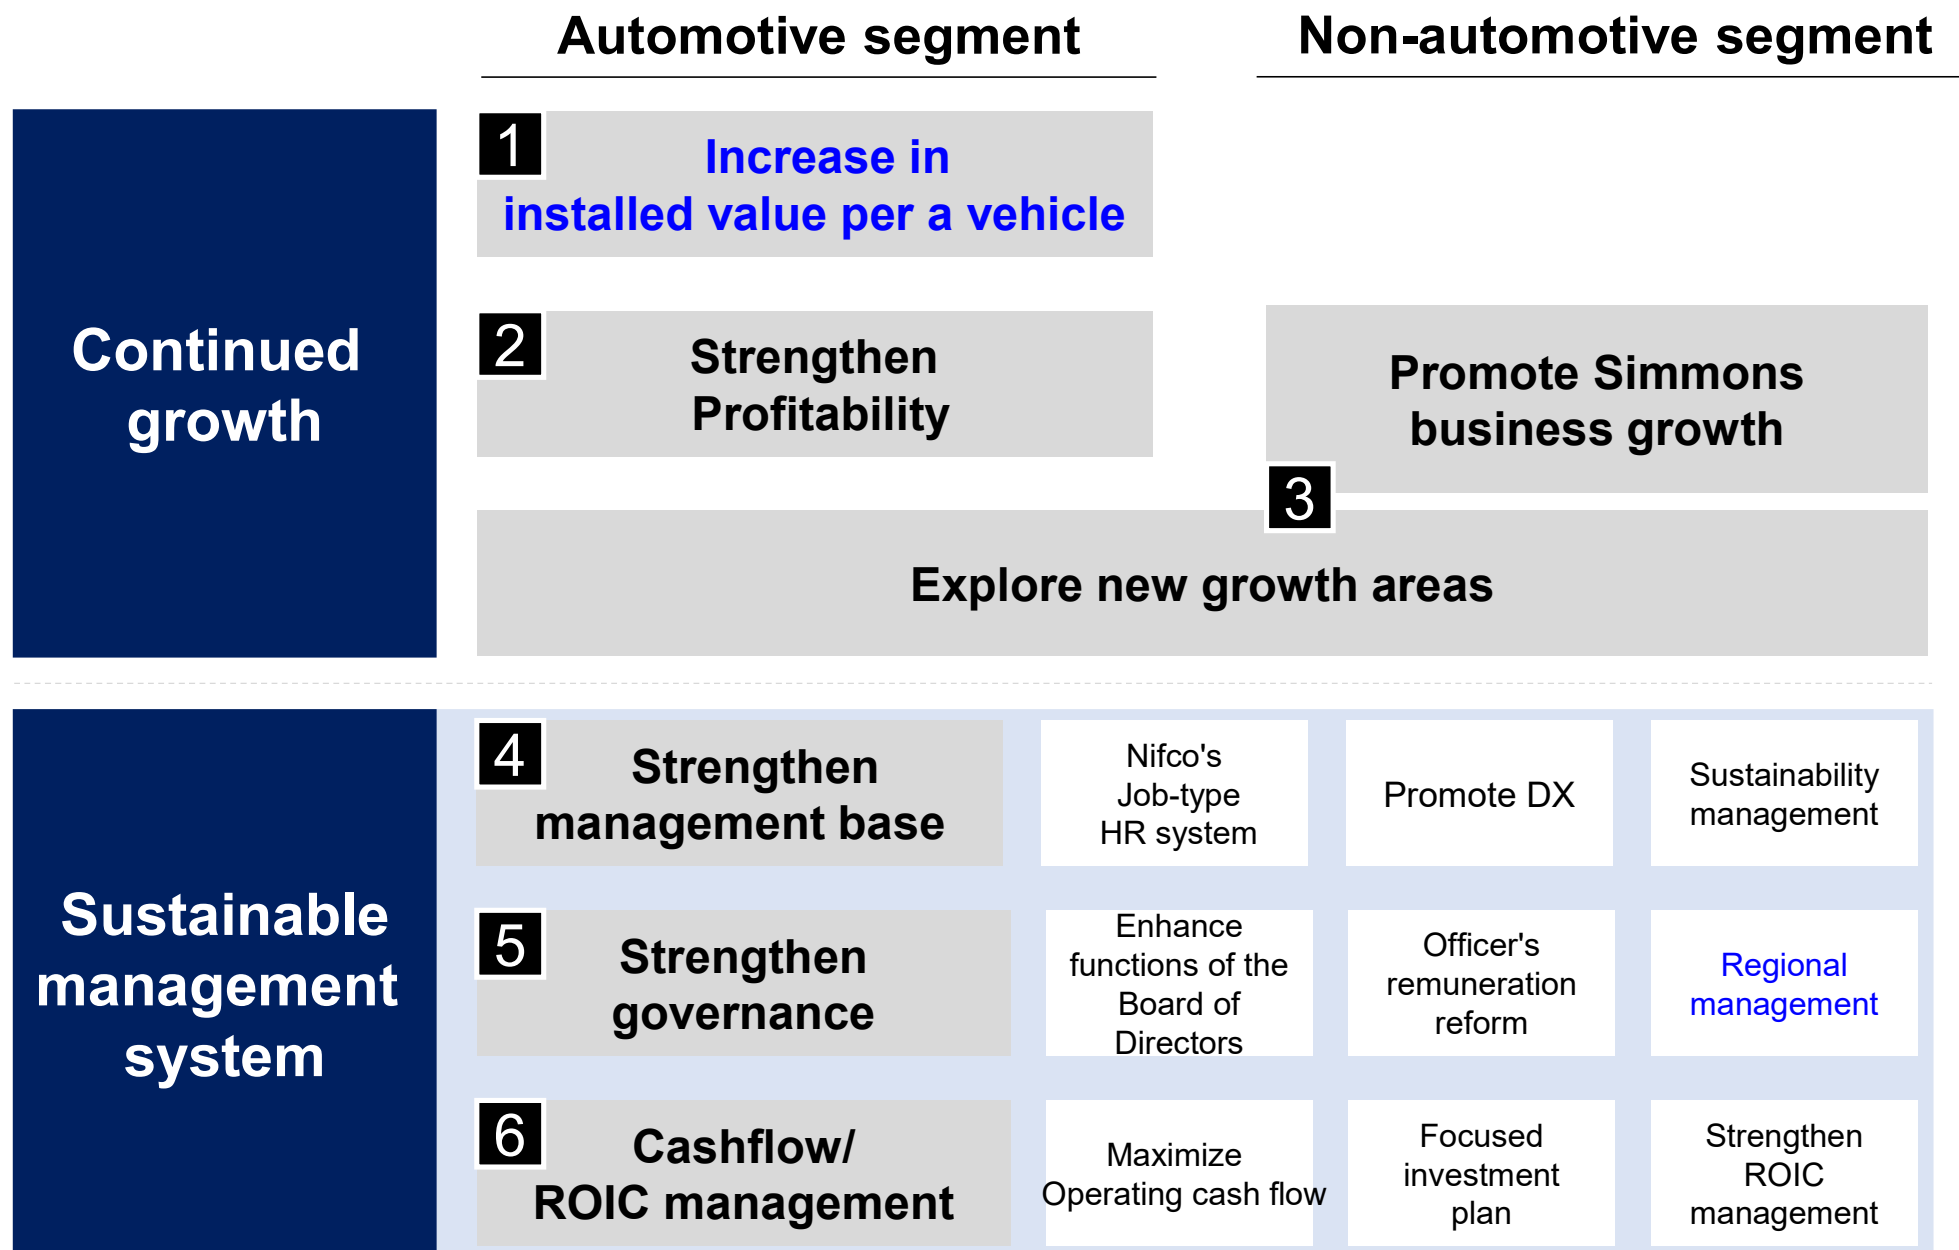 Automotive segment
Non-automotive segment
Continued
growth
1
Increase in
installed value per a vehicle
2
Strengthen
Profitability
Promote Simmons
business growth
3
Explore new growth areas
Sustainable
management
system
4
Strengthen
management base
Nifco's
Job-type
HR system
Promote DX
Sustainability
management
5
Strengthen
governance
Enhance
functions of the
Board of
Directors
Officer's
remuneration
reform
Regional
management
6
Cashflow/
ROIC management
Maximize
Operating cash flow
Focused
investment
plan
Strengthen
ROIC
management